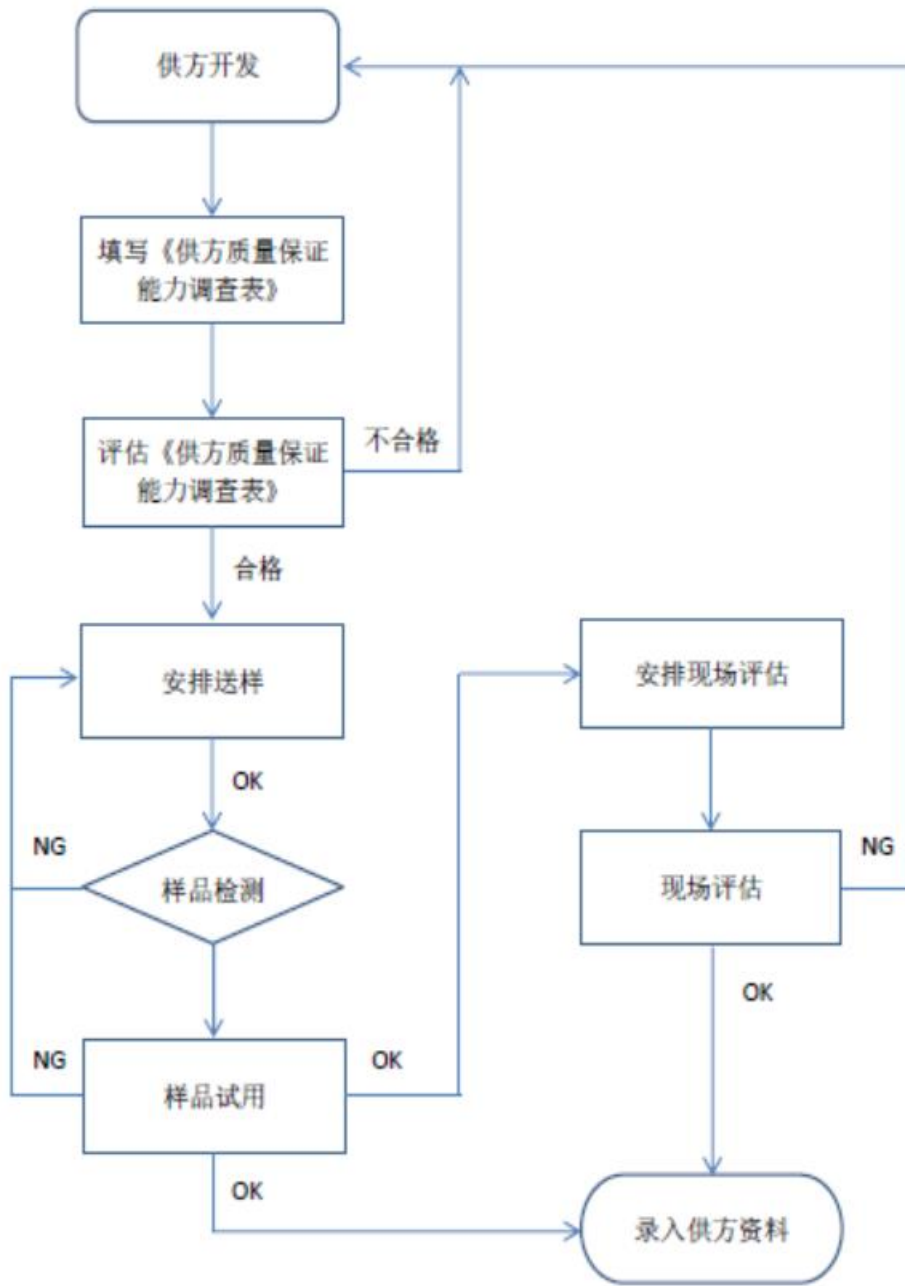 供方开发
填写《供方质量保证
能力调查表》
评估《供方质量保证
能力调查表》
不合格
合格
安排送样
安排现场评估
OK
NG
样品检测
现场评估
NG
OK
NG
样品试用
OK
OK
录入供方资料